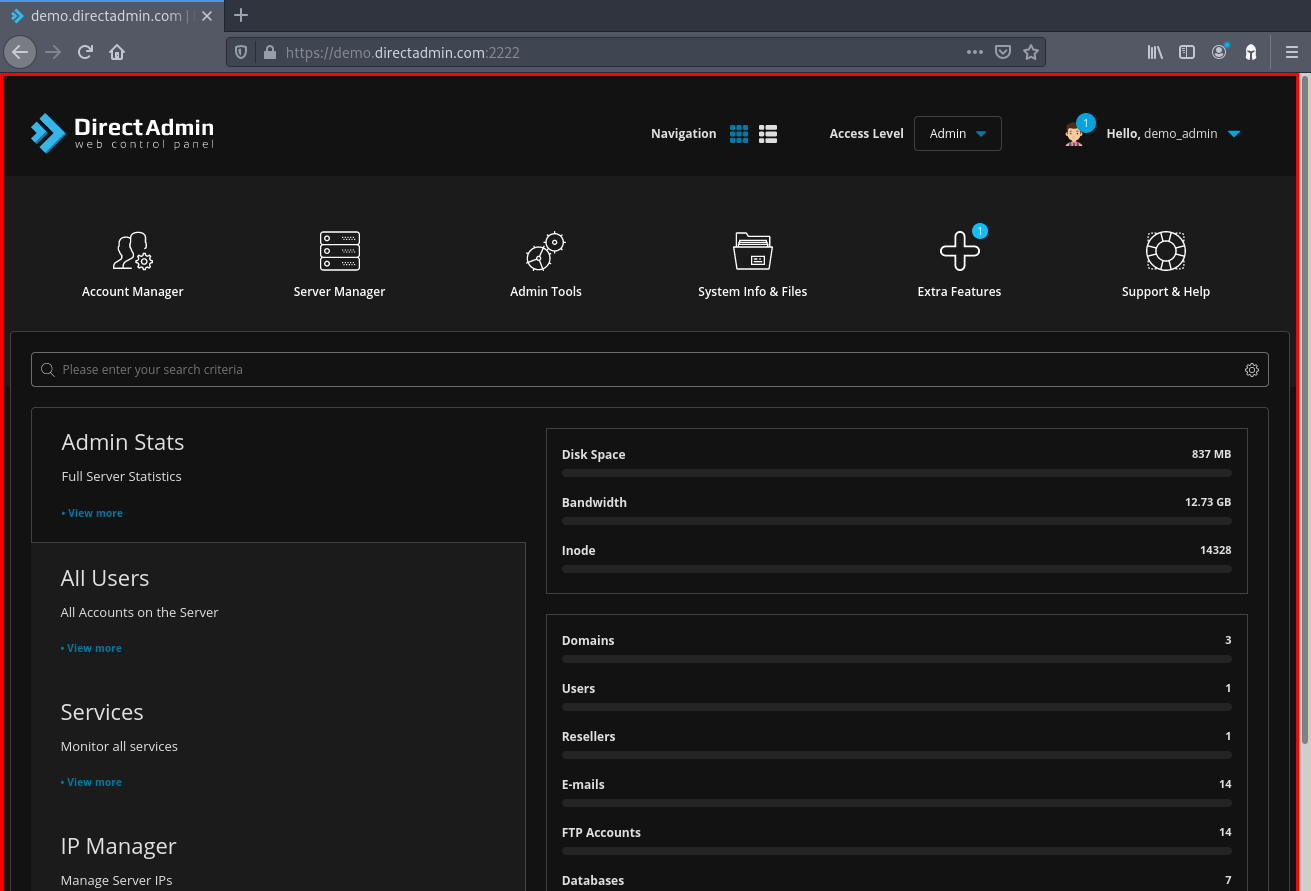 demo.directadmin.com |
https://demo.directadmin.com:2222
DirectAdmin
web control panel
Navigation
Access Level
Admin
1
Hello, demo_admin
Account Manager
Server Manager
Admin Tools
System Info & Files
1
Extra Features
Support & Help
Please enter your search criteria
Admin Stats
Full Server Statistics
• View more
All Users
All Accounts on the Server
• View more
Services
Monitor all services
• View more
IP Manager
Manage Server IPs
Disk Space 837 MB
Bandwidth 12.73 GB
Inode 14328
Domains 3
Users 1
Resellers 1
E-mails 14
FTP Accounts 14
Databases 7